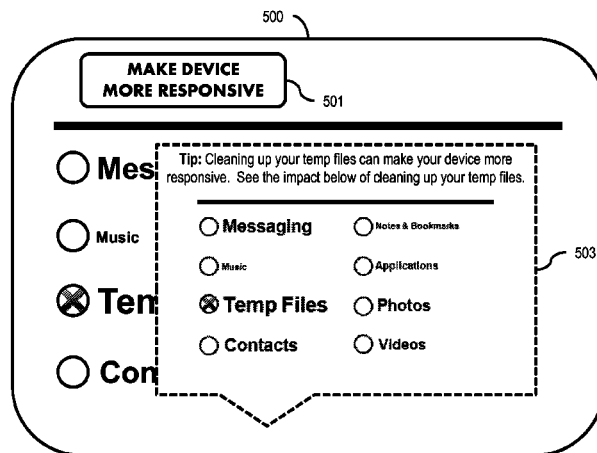 500
MAKE DEVICE
MORE RESPONSIVE
501
Mes
Tip: Cleaning up your temp files can make your device more
responsive. See the impact below of cleaning up your temp files.
Music
Messaging
Notes & Bookmarks
503
Music
Applications
Tem
Temp Files
Photos
Contacts
Videos
Con